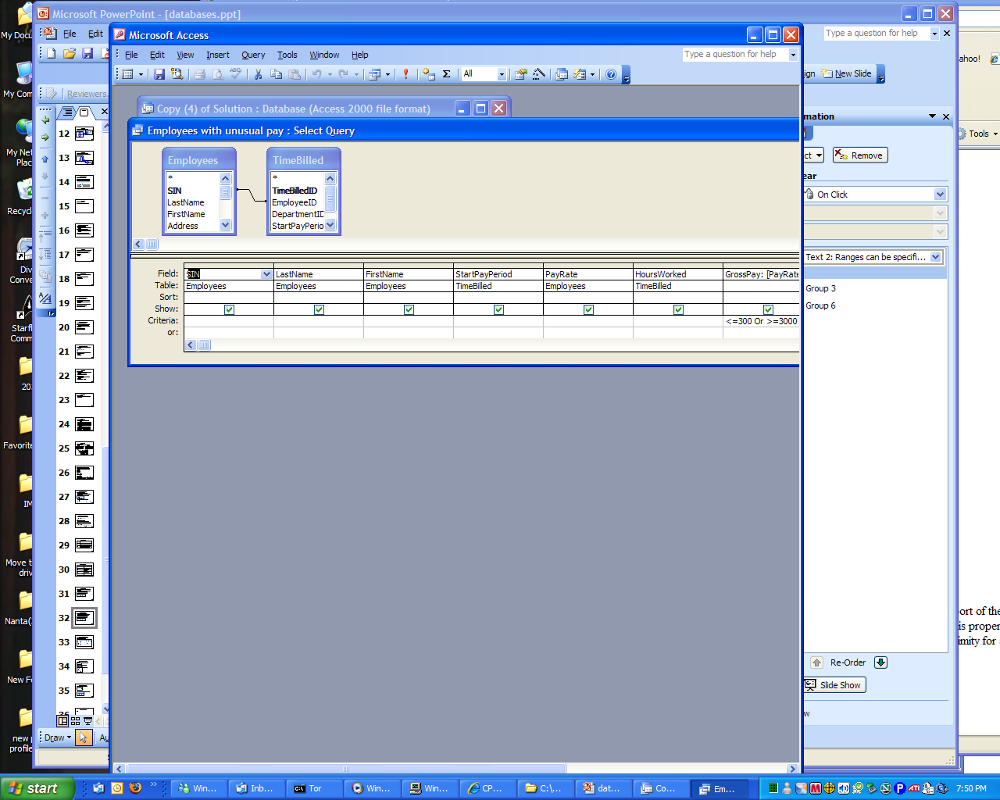 Microsoft PowerPoint - [databases.ppt]
My Docu
File Edit
Type a question for help
Microsoft Access
File Edit View Insert Query Tools Window Help
Type a question for help
ahoo!
My Com
All
gn New Slide
Reviewers
Copy (4) of Solution : Database (Access 2000 file format)
mation
Employees with unusual pay : Select Query
Tools
My Net
Plac
ct Remove
Employees
*
SIN
LastName
FirstName
Address
TimeBilled
*
TimeBilledID
EmployeeID
DepartmentID
StartPayPerio
ear
On Click
Recyc
Text 2: Ranges can be specifi...
Group 3
Group 6
Div
Conve
Field: SIN LastName FirstName StartPayPeriod PayRate HoursWorked GrossPay: [PayRate
Table: Employees Employees Employees TimeBilled Employees TimeBilled
Sort:
Show:
Criteria: <=300 Or >=3000
or:
Starf
Comm
20
Favorite
IM
Move t
driv
Nanta(
New F
new p
profile
12
13
14
15
16
17
18
19
20
21
22
23
24
25
26
27
28
29
30
31
32
33
34
35
36
ort of the
is proper
imity for
Re-Order
Slide Show
w
Draw Au
start
Wine...
Inb...
Tor
Win...
Win...
CP...
C:\...
dat...
Co...
Em...
7:50 PM